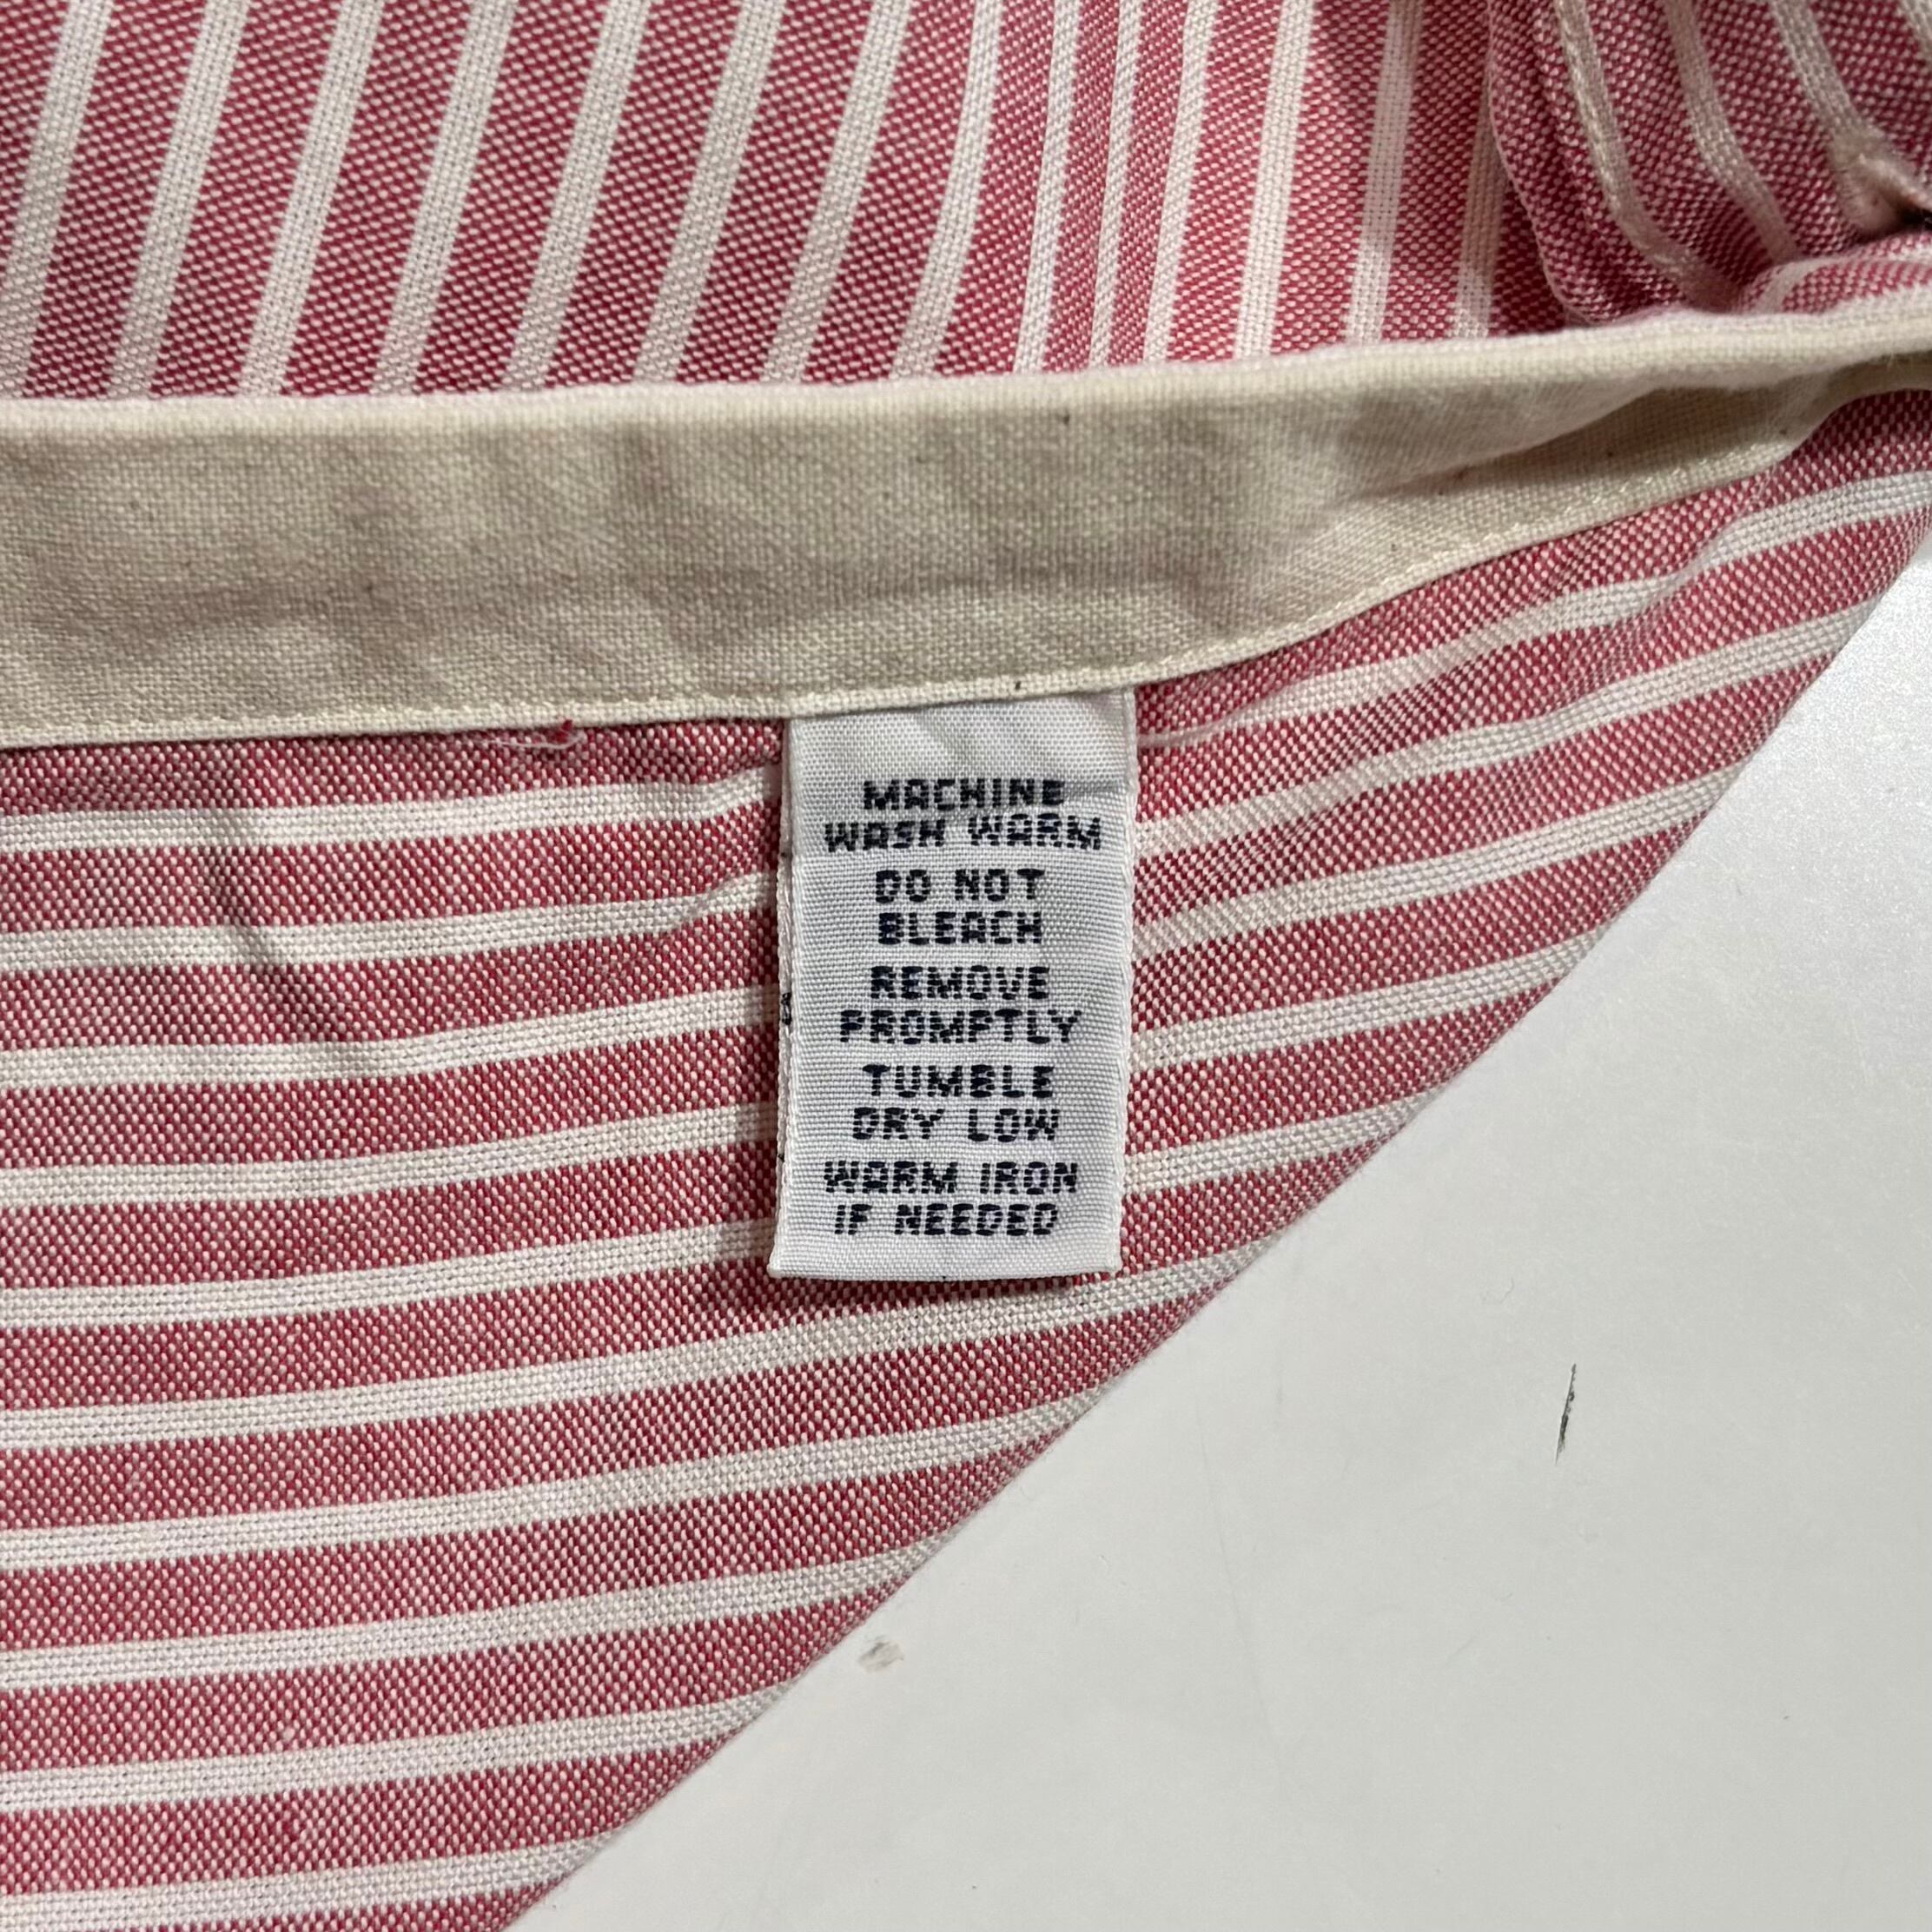 MACHINE
WASH WARM
DO NOT
BLEACH
REMOVE
PROMPTLY
TUMBLE
DRY LOW
WARM IRON
IF NEEDED